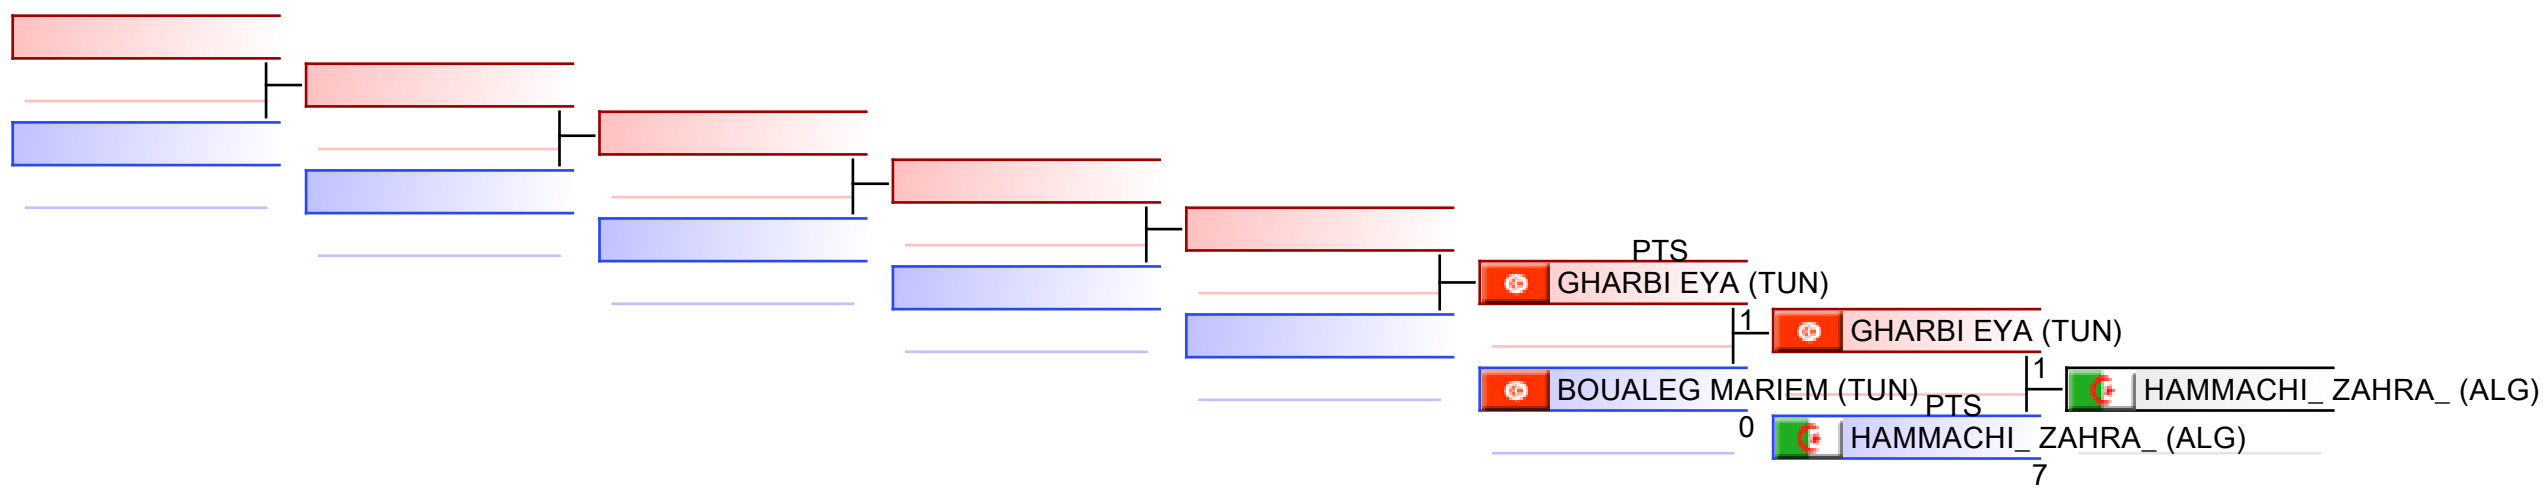 PTS
GHARBI EYA (TUN)
1
GHARBI EYA (TUN)
1
BOUALEG MARIEM (TUN)
HAMMACHI_ ZAHRA_ (ALG)
PTS
0
HAMMACHI_ ZAHRA_ (ALG)
7